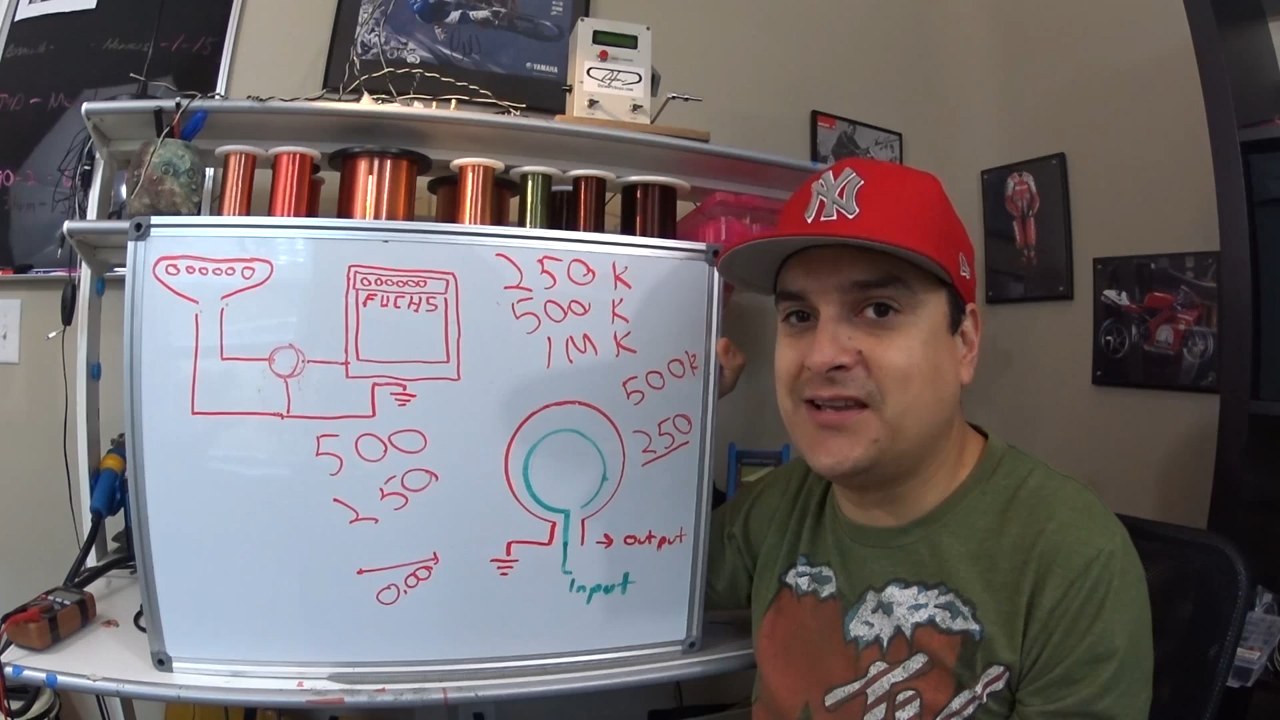 YAMAHA
FUCHS
250 K
500 K
1M K
500k
250
500
250
0.00
→ output
Input
NY